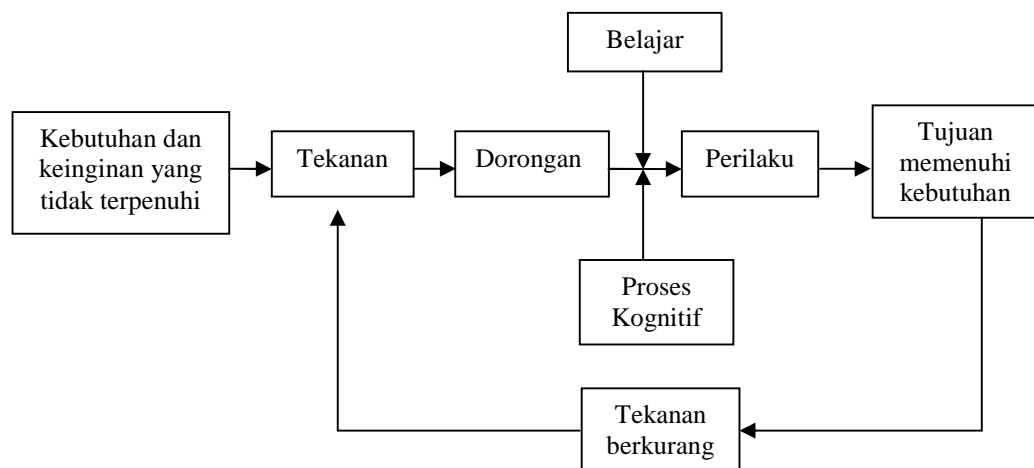 Belajar
Kebutuhan dan
keinginan yang
tidak terpenuhi
Tekanan
Dorongan
Perilaku
Tujuan
memenuhi
kebutuhan
Proses
Kognitif
Tekanan
berkurang